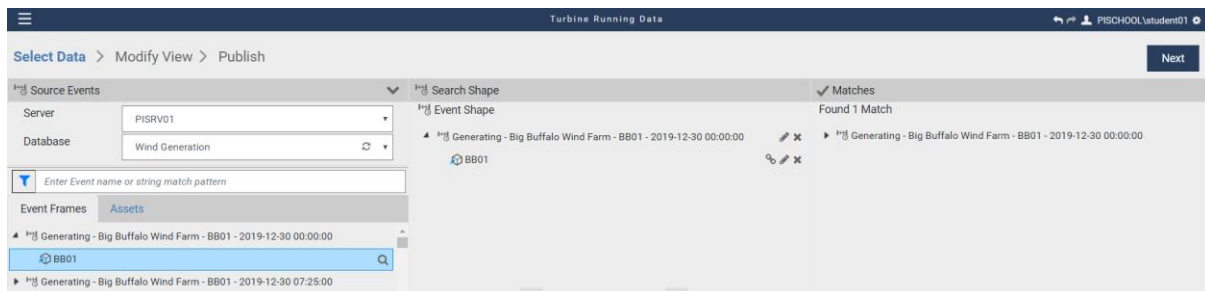 Turbine Running Data
PISCHOOL\student01
Select Data > Modify View > Publish
Next
Source Events
Server
PISRV01
Database
Wind Generation
Enter Event name or string match pattern
Event Frames
Assets
Generating - Big Buffalo Wind Farm - BB01 - 2019-12-30 00:00:00
BB01
Generating - Big Buffalo Wind Farm - BB01 - 2019-12-30 07:25:00
Search Shape
Event Shape
Generating - Big Buffalo Wind Farm - BB01 - 2019-12-30 00:00:00
BB01
Matches
Found 1 Match
Generating - Big Buffalo Wind Farm - BB01 - 2019-12-30 00:00:00